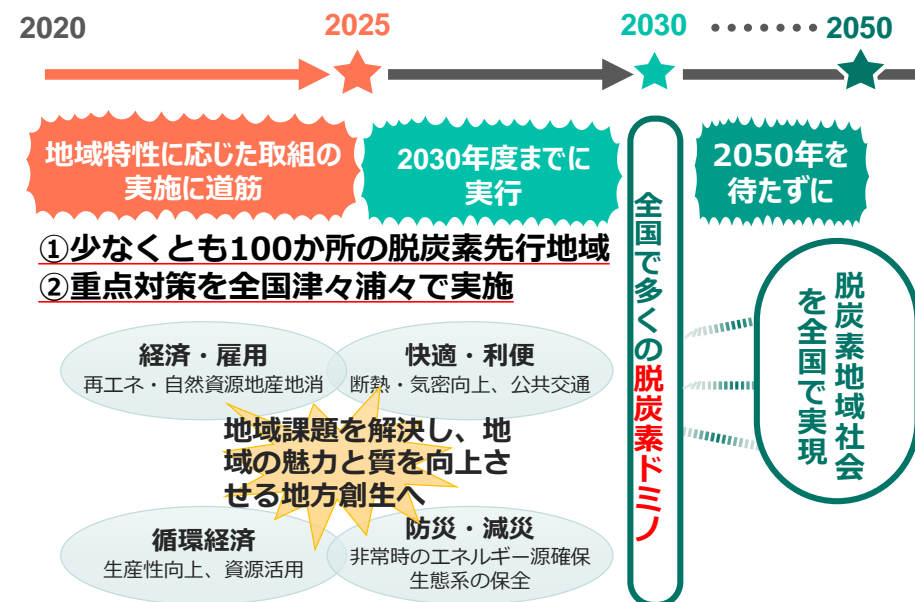 2020
2025
2030
・・・・・・・
2050
地域特性に応じた取組の
実施に道筋
2030年度までに
実行
2050年を
待たずに
①少なくとも100か所の脱炭素先行地域
②重点対策を全国津々浦々で実施
経済・雇用
再エネ・自然資源地産地消
快適・利便
断熱・気密向上、公共交通
地域課題を解決し、地
域の魅力と質を向上さ
せる地方創生へ
循環経済
生産性向上、資源活用
防災・減災
非常時のエネルギー源確保
生態系の保全
全国で多くの脱炭素ドミノ
脱炭素地域社会
を全国で実現